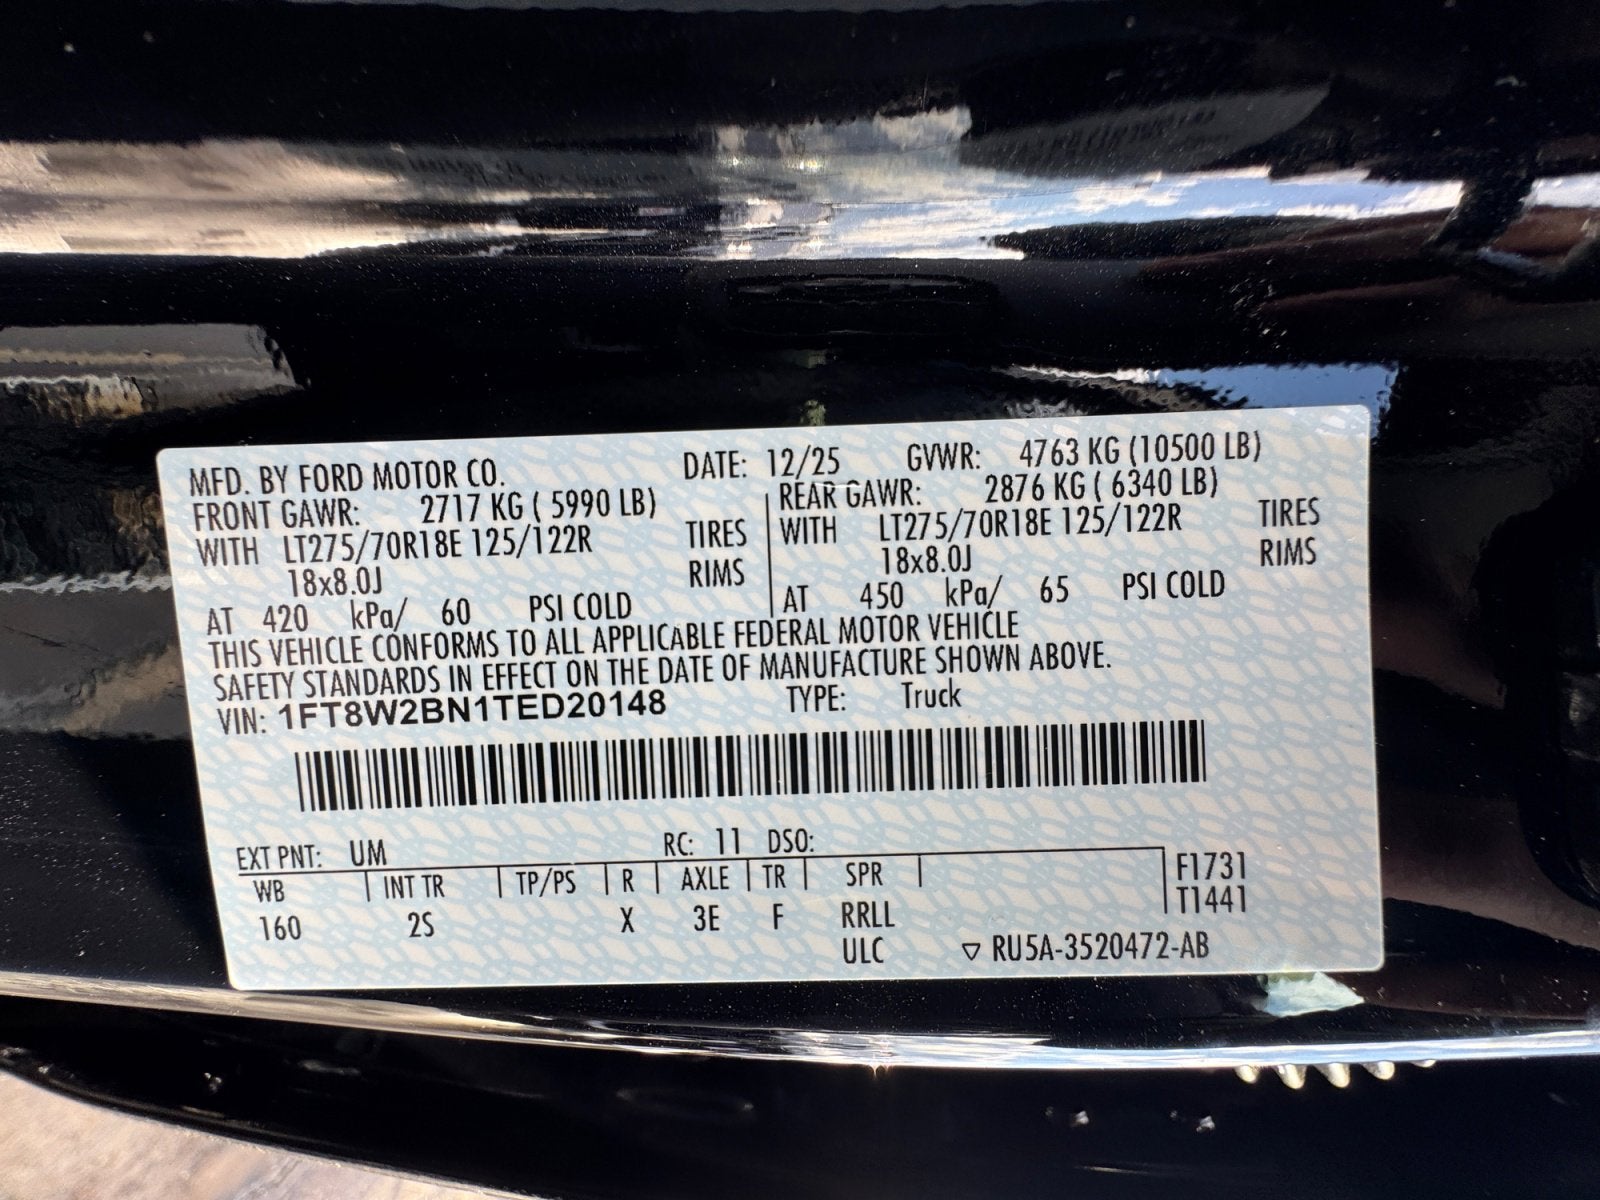 MFD. BY FORD MOTOR CO. DATE: 12/25 GVWR: 4763 KG (10500 LB)
FRONT GAWR: 2717 KG ( 5990 LB) REAR GAWR: 2876 KG ( 6340 LB)
WITH LT275/70R18E 125/122R TIRES WITH LT275/70R18E 125/122R TIRES
18x8.0J RIMS 18x8.0J RIMS
AT 420 kPa/ 60 PSI COLD AT 450 kPa/ 65 PSI COLD
THIS VEHICLE CONFORMS TO ALL APPLICABLE FEDERAL MOTOR VEHICLE
SAFETY STANDARDS IN EFFECT ON THE DATE OF MANUFACTURE SHOWN ABOVE.
VIN: 1FT8W2BN1TED20148 TYPE: Truck
EXT PNT: UM RC: 11 DSO:
WB INT TR TP/PS R AXLE TR SPR F1731
160 2S X 3E F RRLL T1441
ULC ▽ RU5A-3520472-AB